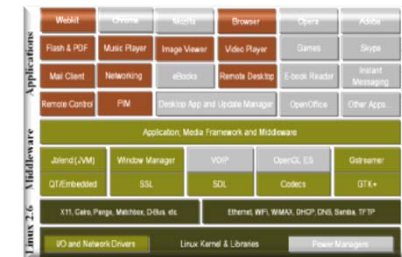 Applications
Webkit Chrome Mozilla Browser Opera Adobe
Flash & PDF Music Player Image Viewer Video Player Games Skype
Mail Client Networking eBooks Remote Desktop E-book Reader Instant Messaging
Remote Control PIM Desktop App and Update Manager OpenOffice Other Apps...
Middleware
Application, Media Framework and Middleware
Jblend (JVM) Window Manager VOIP OpenGL ES Gstreamer
QT/Embedded SSL SDL Codecs GTK+
Linux 2.6
X11, Cairo, Pango, Matchbox, D-Bus. etc. Ethernet, WiFi, WiMAX, DHCP, DNS, Samba, TFTP
I/O and Network Drivers Linux Kernel & Libraries Power Managers